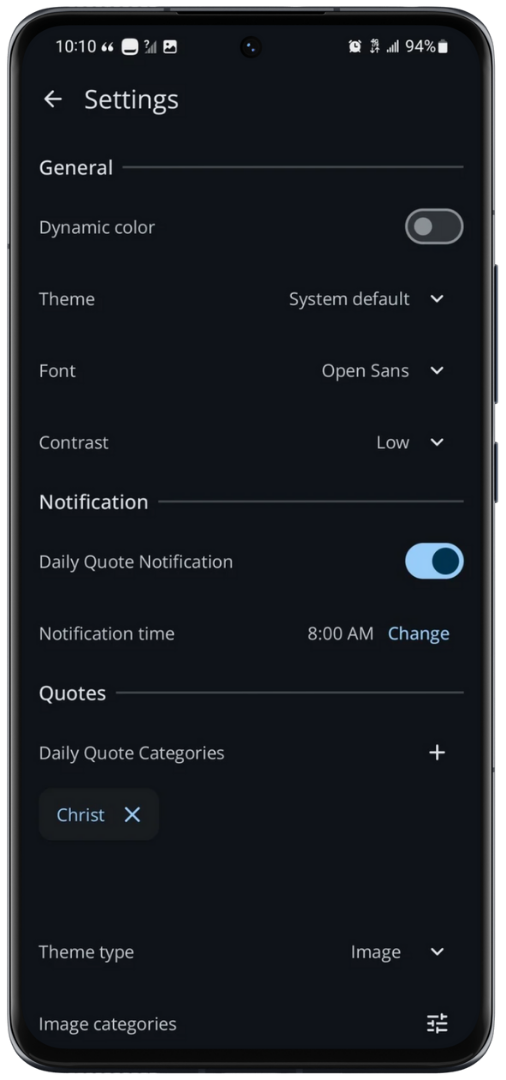 10:10 94%
Settings
General
Dynamic color
Theme System default
Font Open Sans
Contrast Low
Notification
Daily Quote Notification
Notification time 8:00 AM Change
Quotes
Daily Quote Categories +
Christ
Theme type Image
Image categories